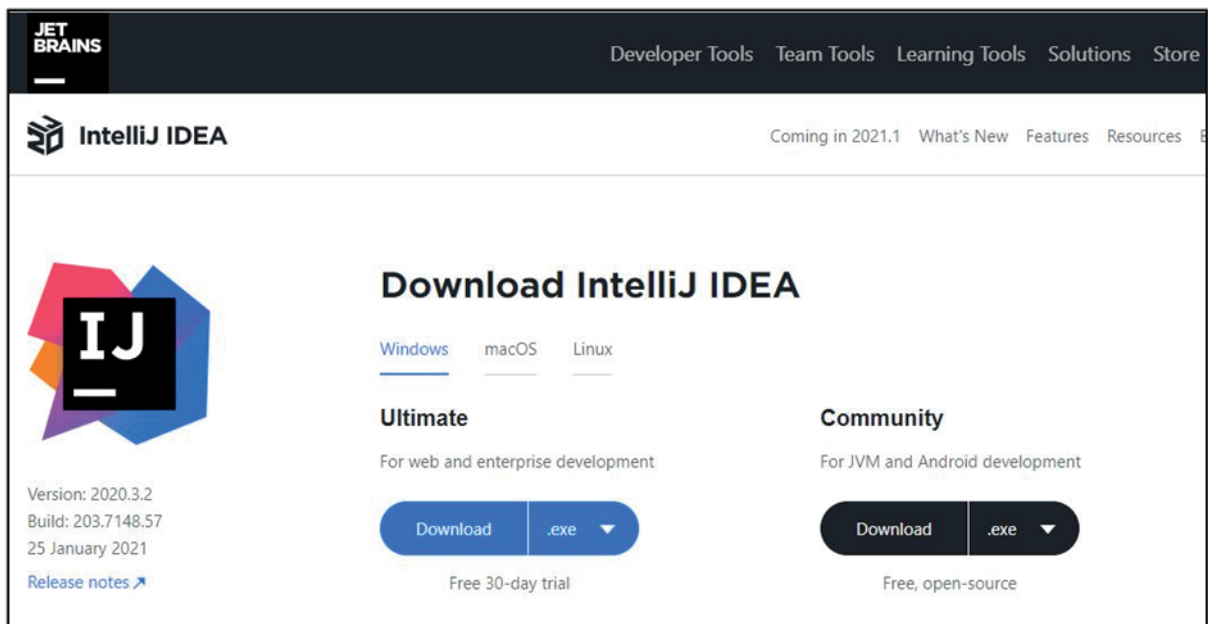 JET
BRAINS
Developer Tools Team Tools Learning Tools Solutions Store
IntelliJ IDEA
Coming in 2021.1 What's New Features Resources
IJ
Download IntelliJ IDEA
Windows macOS Linux
Ultimate Community
For web and enterprise development For JVM and Android development
Download .exe Download .exe
Free 30-day trial Free, open-source
Version: 2020.3.2
Build: 203.7148.57
25 January 2021
Release notes